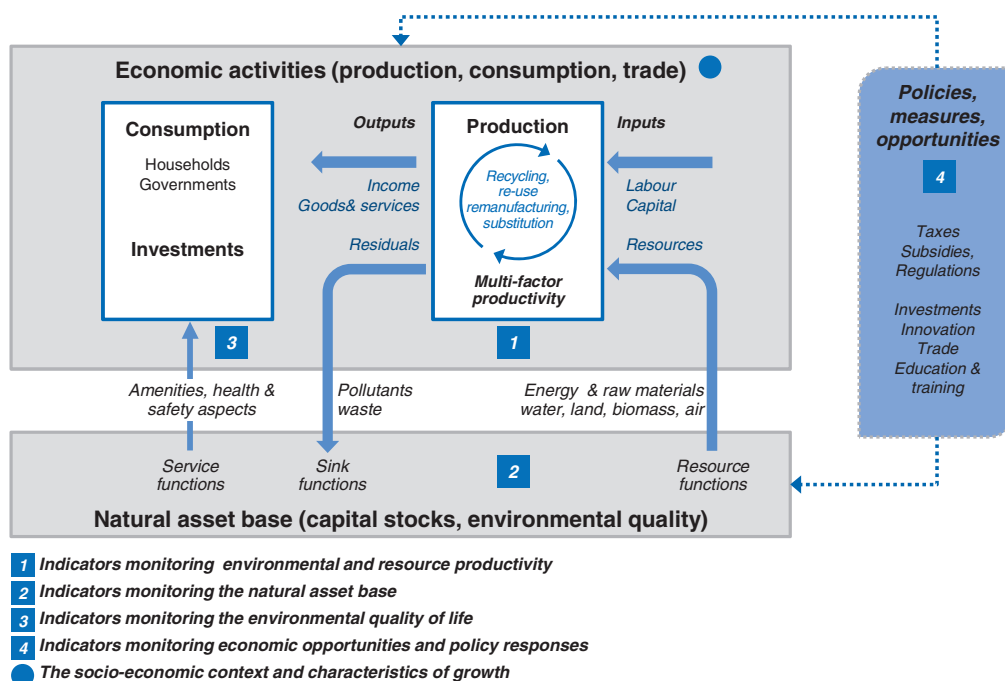 Economic activities (production, consumption, trade)
Consumption
Households
Governments
Investments
3
Outputs
Income
Goods& services
Residuals
Production
Recycling,
re-use
remanufacturing,
substitution
Multi-factor
productivity
1
Inputs
Labour
Capital
Resources
Policies,
measures,
opportunities
4
Taxes
Subsidies,
Regulations
Investments
Innovation
Trade
Education &
training
Amenities, health &
safety aspects
Pollutants
waste
Energy & raw materials
water, land, biomass, air
Service
functions
Sink
functions
2
Resource
functions
Natural asset base (capital stocks, environmental quality)
1 Indicators monitoring environmental and resource productivity
2 Indicators monitoring the natural asset base
3 Indicators monitoring the environmental quality of life
4 Indicators monitoring economic opportunities and policy responses
The socio-economic context and characteristics of growth